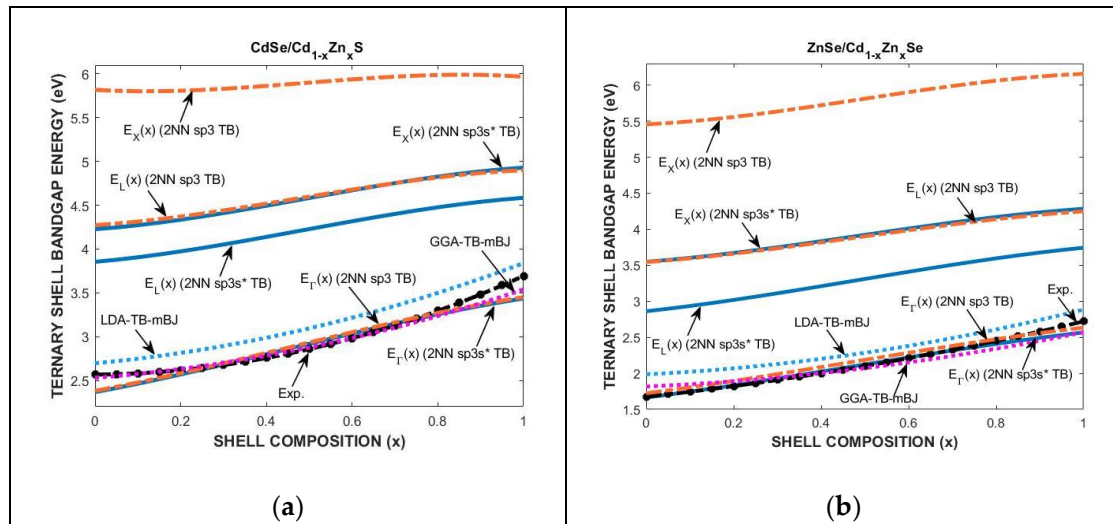 CdSe/Cd1-xZnxS
TERNARY SHELL BANDGAP ENERGY (eV)
6
5.5
5
4.5
4
3.5
3
2.5
EX(x) (2NN sp3 TB)
EX(x) (2NN sp3s* TB)
EL(x) (2NN sp3 TB)
GGA-TB-mBJ
EL(x) (2NN sp3s* TB)
EΓ(x) (2NN sp3 TB)
LDA-TB-mBJ
EΓ(x) (2NN sp3s* TB)
Exp.
0 0.2 0.4 0.6 0.8 1
SHELL COMPOSITION (x)
(a)
ZnSe/Cd1-xZnxSe
TERNARY SHELL BANDGAP ENERGY (eV)
6
5.5
5
4.5
4
3.5
3
2.5
2
1.5
EX(x) (2NN sp3 TB)
EL(x) (2NN sp3 TB)
EX(x) (2NN sp3s* TB)
Exp.
EΓ(x) (2NN sp3 TB)
LDA-TB-mBJ
EL(x) (2NN sp3s* TB)
EΓ(x) (2NN sp3s* TB)
GGA-TB-mBJ
0 0.2 0.4 0.6 0.8 1
SHELL COMPOSITION (x)
(b)